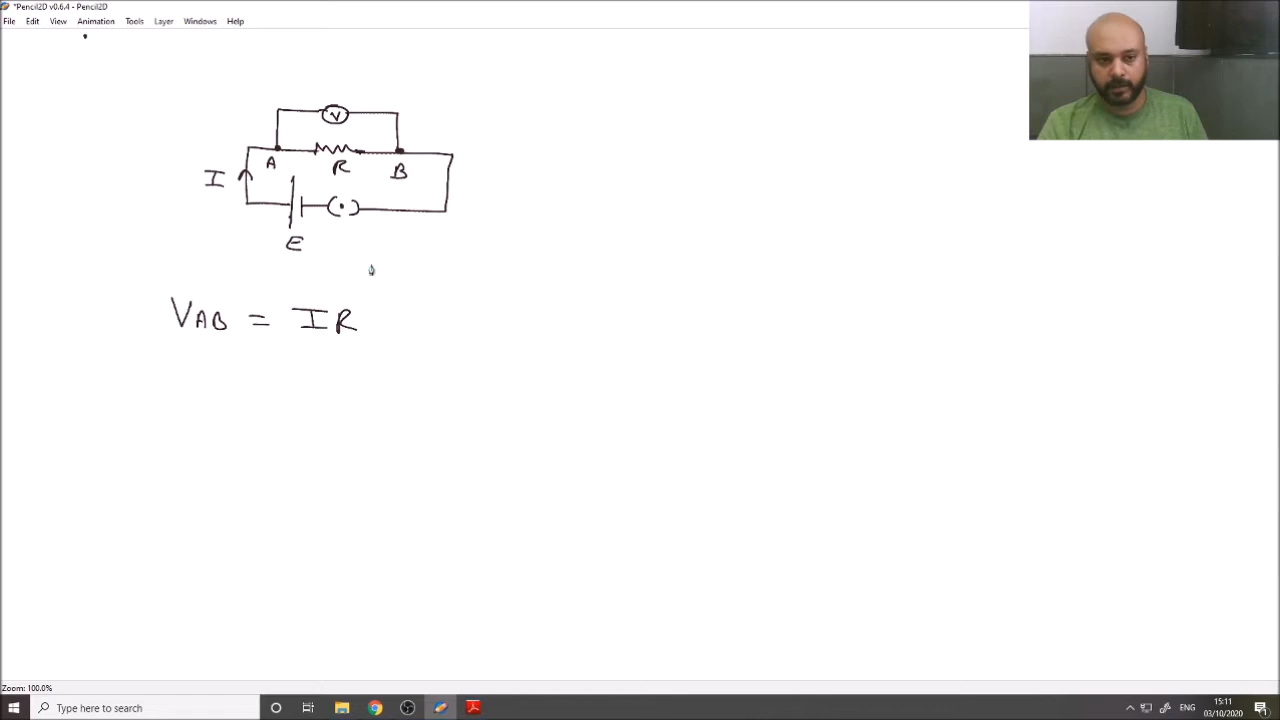 *Pencil2D v0.6.4 - Pencil2D
File Edit View Animation Tools Layer Windows Help
V
A R B
I
E
VAB = IR
Zoom: 100.0%
Type here to search
ENG
15:11
03/10/2020
1